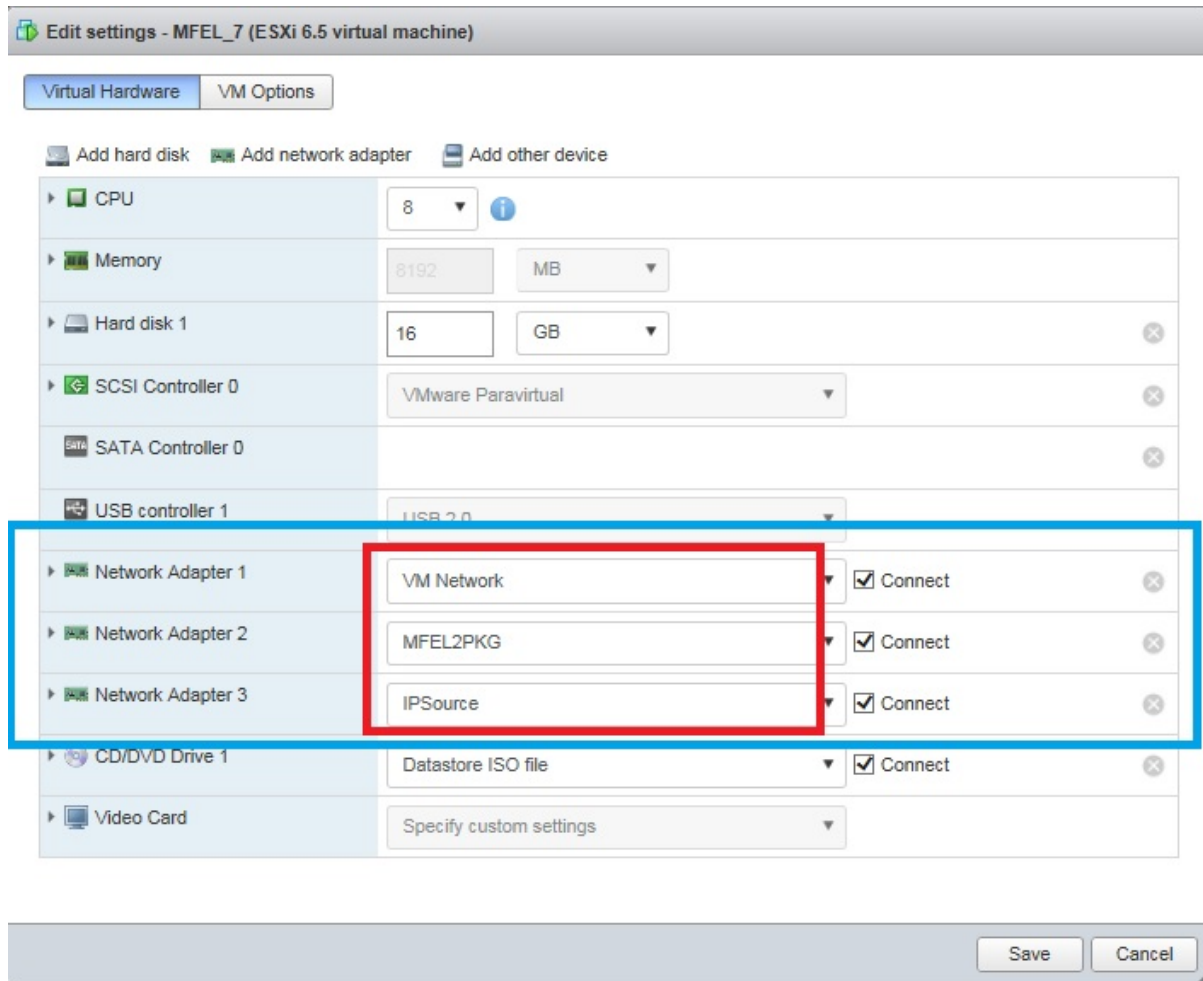 Edit settings - MFEL_7 (ESXi 6.5 virtual machine)
Virtual Hardware VM Options
Add hard disk Add network adapter Add other device
CPU 8
Memory 8192 MB
Hard disk 1 16 GB
SCSI Controller 0 VMware Paravirtual
SATA Controller 0
USB controller 1 USB 2.0
Network Adapter 1 VM Network Connect
Network Adapter 2 MFEL2PKG Connect
Network Adapter 3 IPSource Connect
CD/DVD Drive 1 Datastore ISO file Connect
Video Card Specify custom settings
Save Cancel